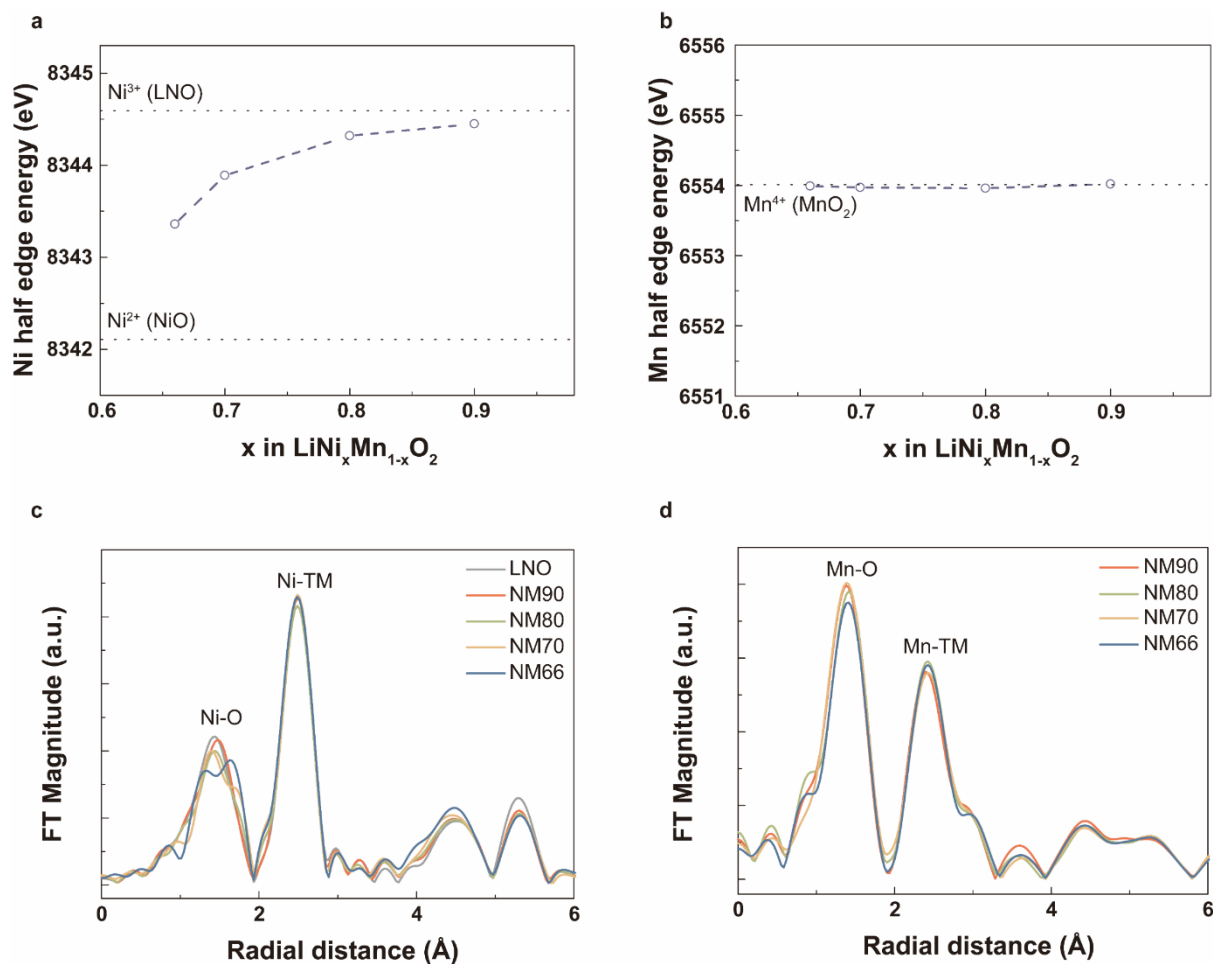 a
Ni half edge energy (eV)
8345
8344
8343
8342
Ni³⁺ (LNO)
Ni²⁺ (NiO)
0.6 0.7 0.8 0.9
x in LiNiₓMn₁₋ₓO₂
b
Mn half edge energy (eV)
6556
6555
6554
6553
6552
6551
Mn⁴⁺ (MnO₂)
0.6 0.7 0.8 0.9
x in LiNiₓMn₁₋ₓO₂
c
FT Magnitude (a.u.)
Ni-O
Ni-TM
LNO
NM90
NM80
NM70
NM66
0 2 4 6
Radial distance (Å)
d
FT Magnitude (a.u.)
Mn-O
Mn-TM
NM90
NM80
NM70
NM66
0 2 4 6
Radial distance (Å)